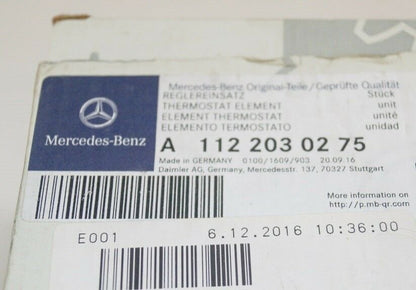 Mercedes-Benz Original-Teile/Geprüfte Qualität
REGLEREINSATZ Stück
THERMOSTAT ELEMENT unit
ELEMENT THERMOSTAT unité
ELEMENTO TERMOSTATO unidad
Mercedes-Benz
A 112 203 02 75
Made in GERMANY 0100/1609/903 20.09.16
Daimler AG, Germany, Mercedesstr. 137, 70327 Stuttgart
More information on
http://p.mb-qr.com
E001 6.12.2016 10:36:00